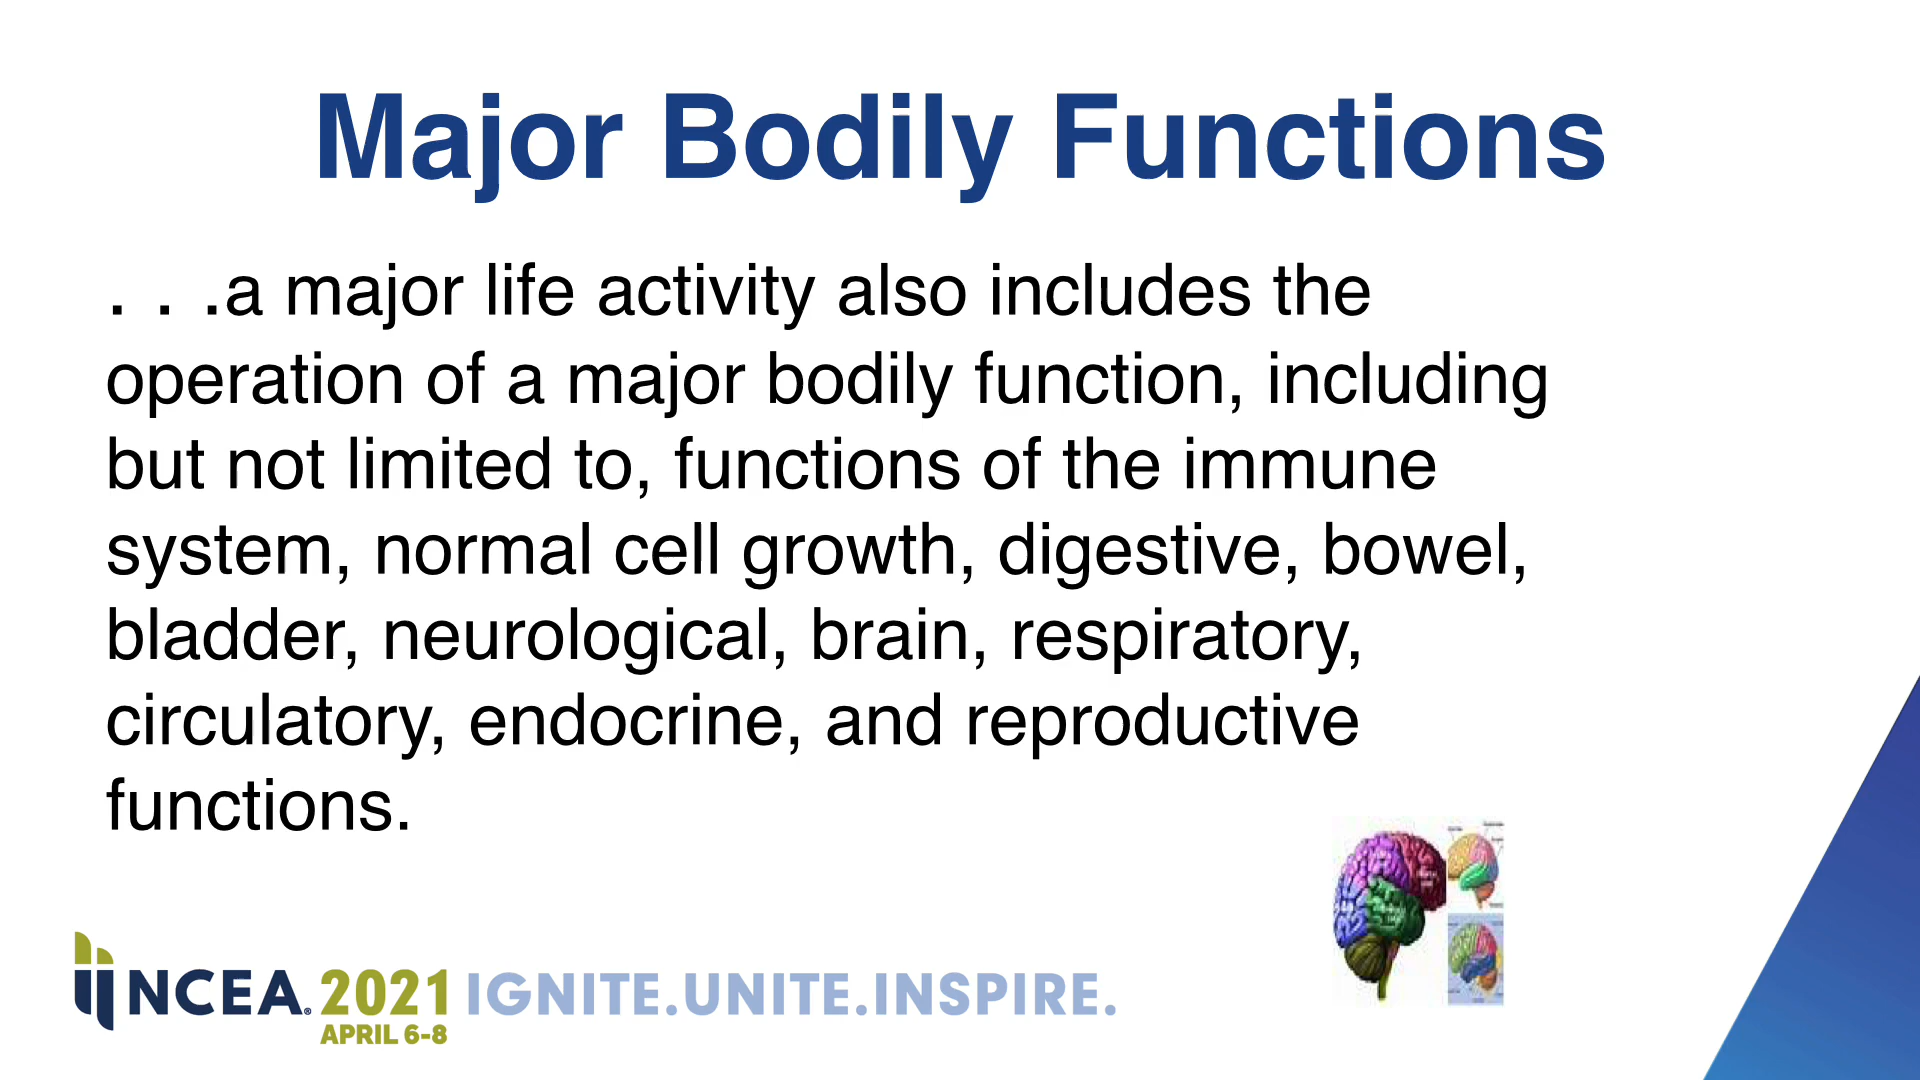 Major Bodily Functions
. . .a major life activity also includes the
operation of a major bodily function, including
but not limited to, functions of the immune
system, normal cell growth, digestive, bowel,
bladder, neurological, brain, respiratory,
circulatory, endocrine, and reproductive
functions.
NCEA. 2021 IGNITE.UNITE.INSPIRE.
APRIL 6-8